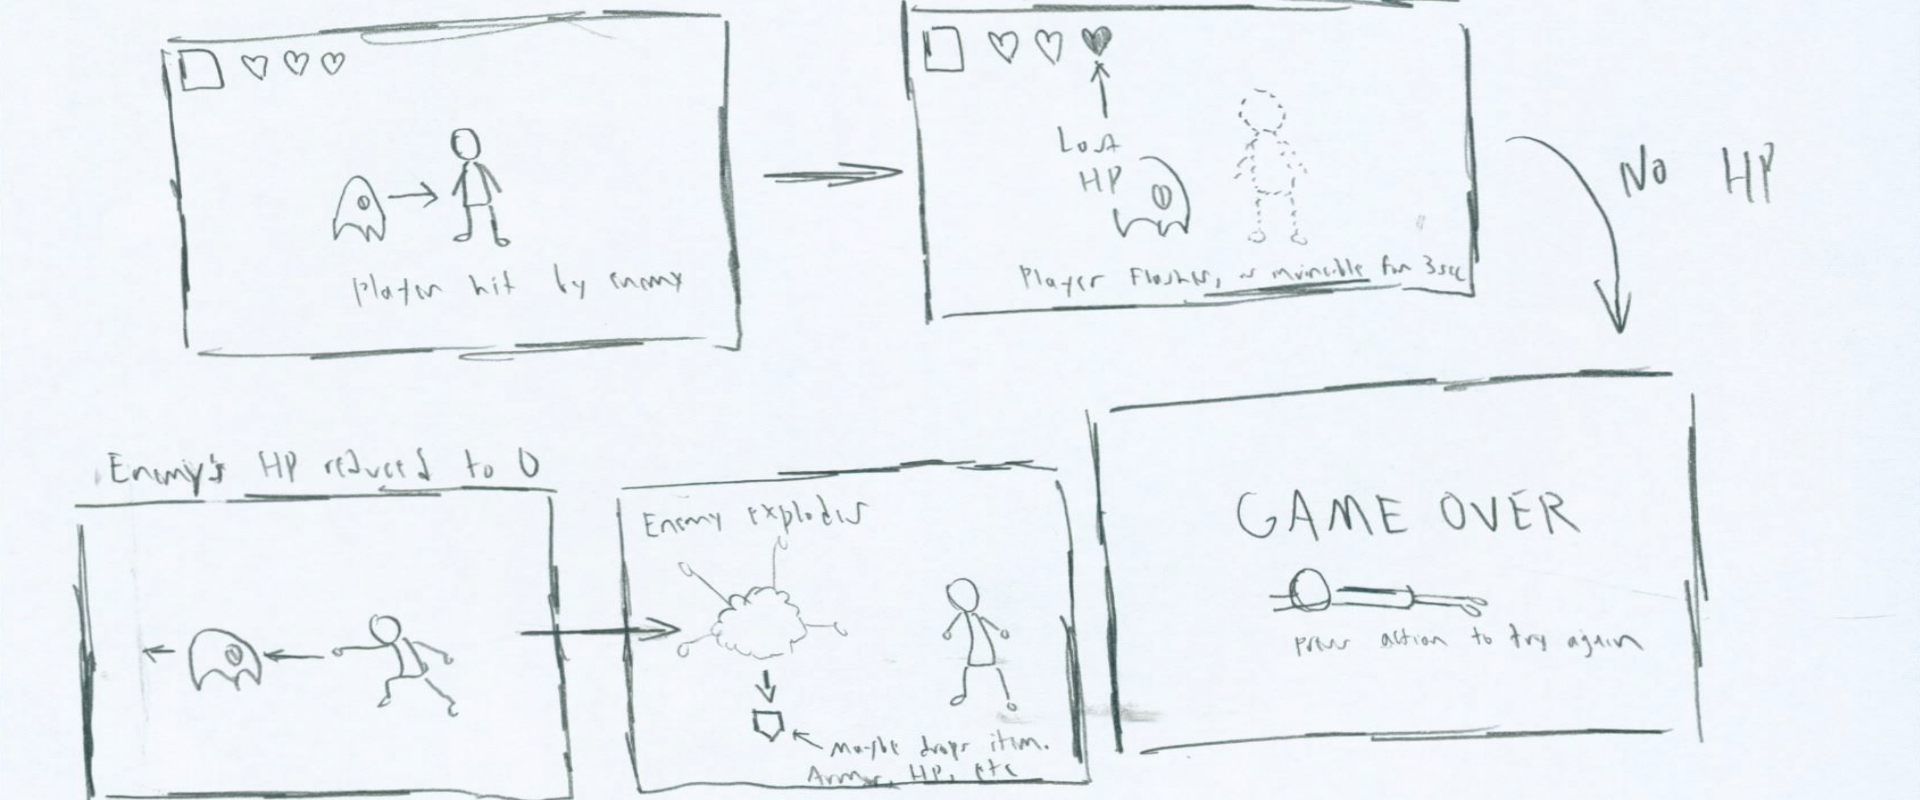 Player hit by enemy
Lost
HP
Player Flashes, is invincible for 3sec
No HP
Enemy's HP reduced to 0
Enemy explodes
Maybe drops item.
Armor, HP, etc
GAME OVER
press action to try again